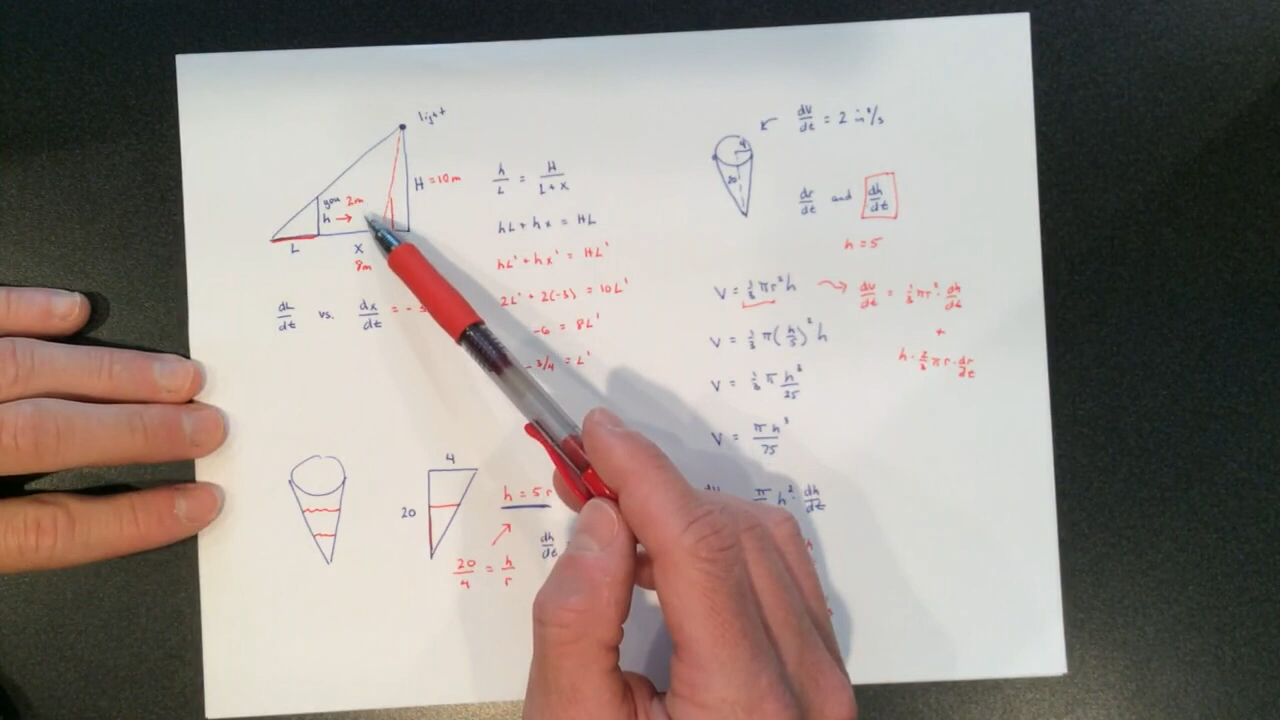 light
H = 10m
you 2m
h →
L
X
8m
dL/dt vs. dx/dt = -
h/L = H/(L+X)
hL + hx = HL
hL' + hx' = HL'
2L' + 2(-3) = 10L'
-6 = 8L'
-3/4 = L'
4
20
h = 5r
20/4 = h/r
dh/dt
dV/dt = 2 in³/s
4
20
dr/dt and dh/dt
h = 5
V = 1/3 πr²h
dV/dt = 1/3 πr² · dh/dt
+
h · 2/3 πr · dr/dt
V = 1/3 π(h/5)² h
V = 1/3 π h³/25
V = πh³/75
h² · dh/dt